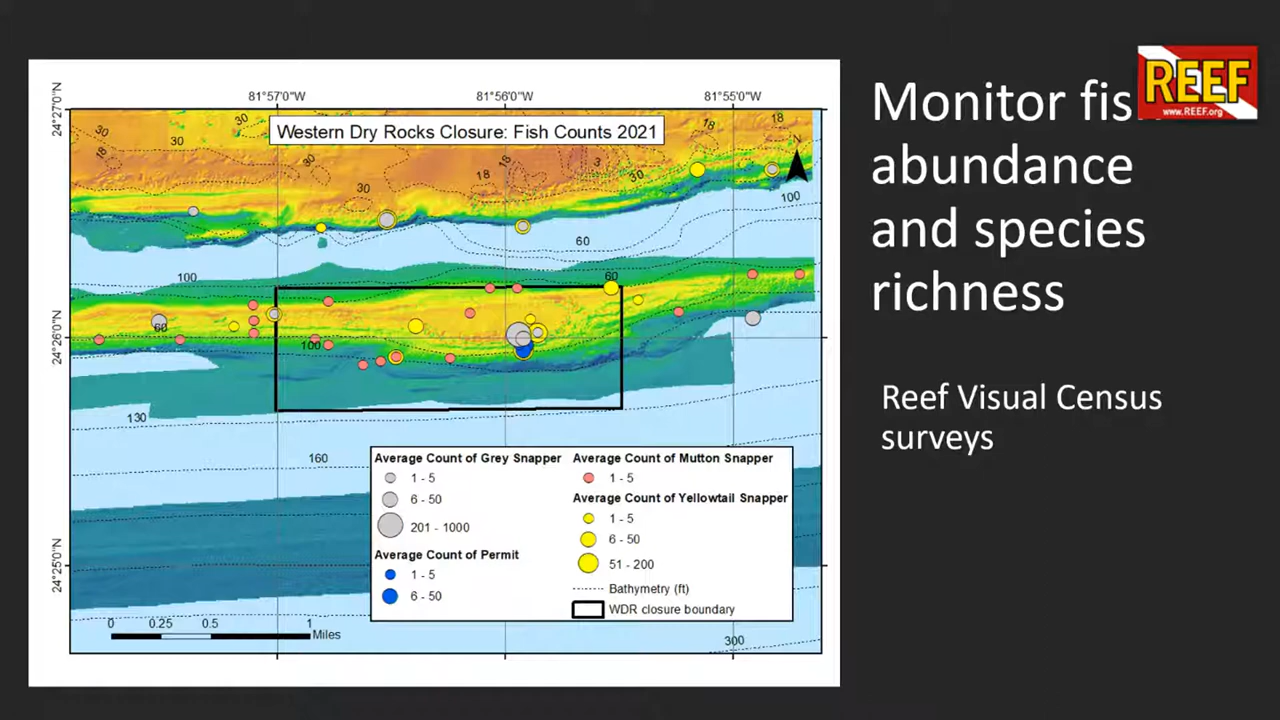 REEF
www.REEF.org
Monitor fis
abundance
and species
richness
Reef Visual Census
surveys
81°57'0"W 81°56'0"W 81°55'0"W
24°27'0"N
24°26'0"N
24°25'0"N
Western Dry Rocks Closure: Fish Counts 2021
N
30 30 30 18 30 30 18 18 3 30 18 18
100
60
100
60
60
100
130
160
300
Average Count of Grey Snapper
1 - 5
6 - 50
201 - 1000
Average Count of Permit
1 - 5
6 - 50
Average Count of Mutton Snapper
1 - 5
Average Count of Yellowtail Snapper
1 - 5
6 - 50
51 - 200
Bathymetry (ft)
WDR closure boundary
0 0.25 0.5 1
Miles